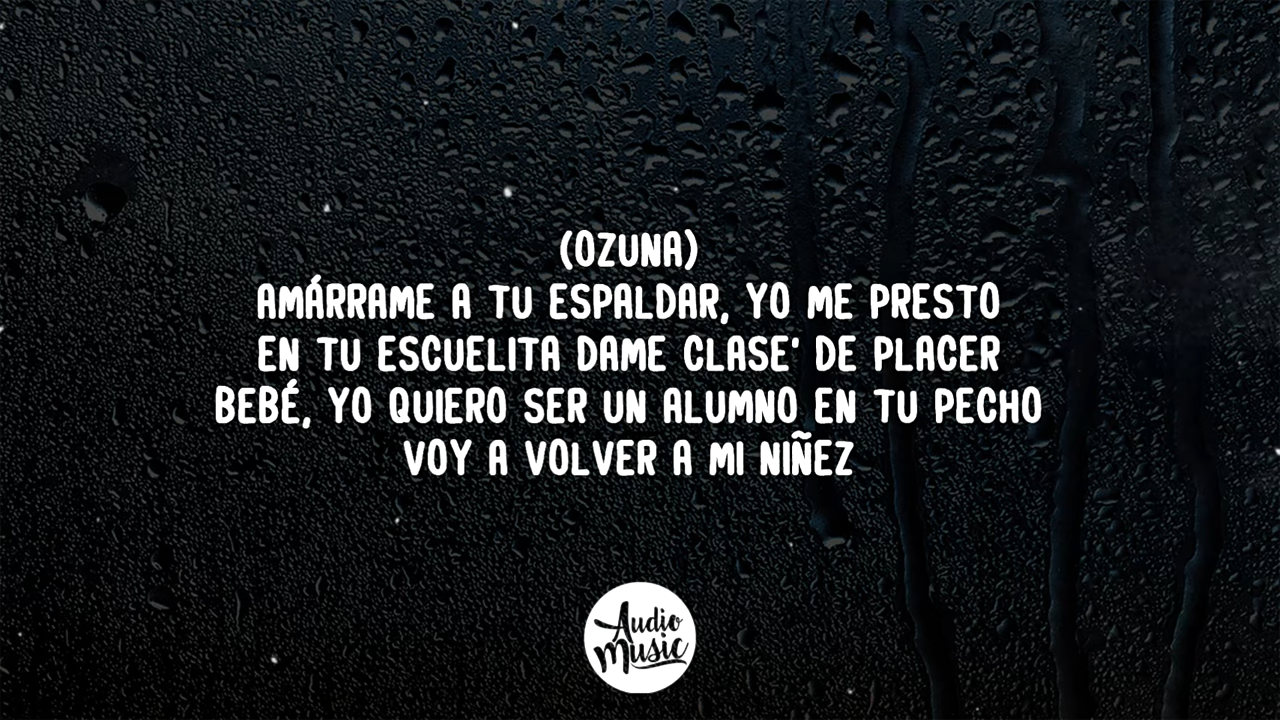 (OZUNA)
AMÁRRAME A TU ESPALDAR, YO ME PRESTO
EN TU ESCUELITA DAME CLASE' DE PLACER
BEBÉ, YO QUIERO SER UN ALUMNO EN TU PECHO
VOY A VOLVER A MI NIÑEZ
Audio
Music